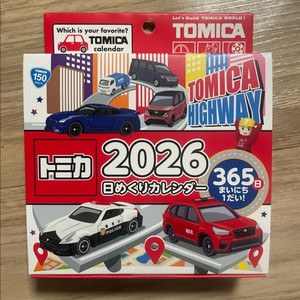 Which is your favorite?
TOMICA
calendar
Let's Build TOMICA WORLD!
TOMICA
150
TOMICA
HIGHWAY
トミカ
2026
日めくりカレンダー
365日
まいにち
1だい!
POLICE